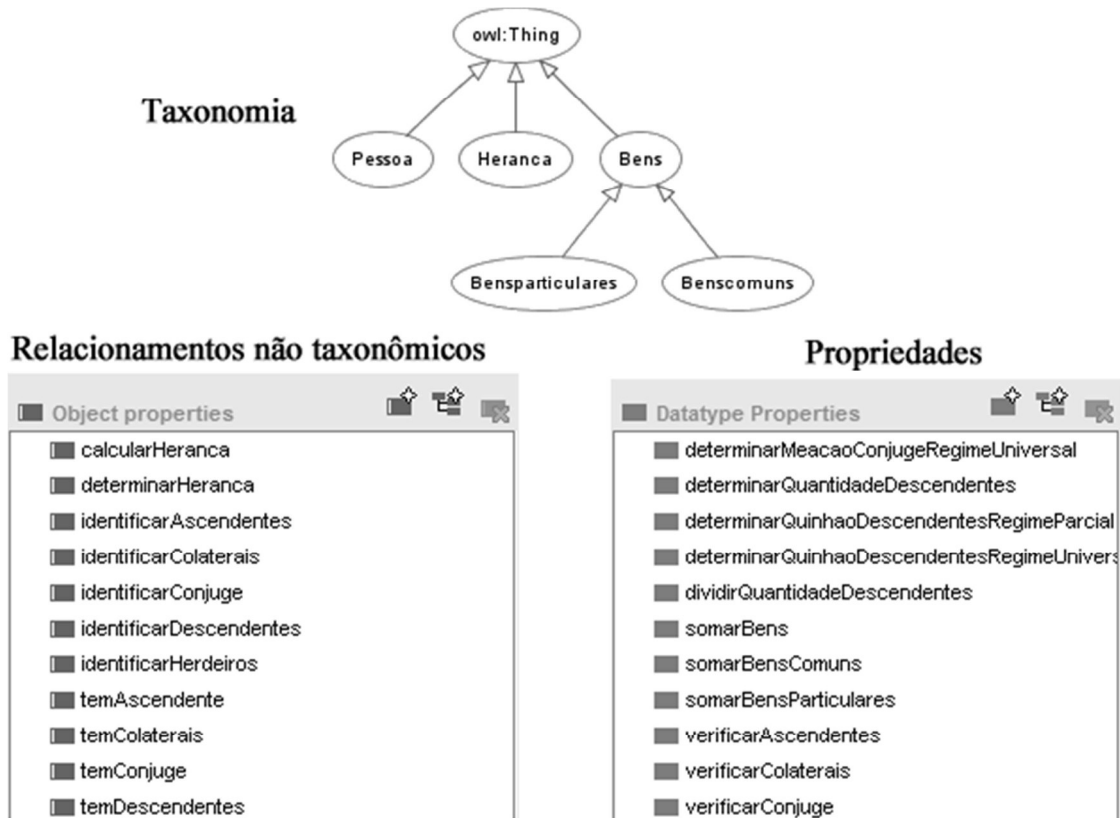 owl:Thing
Taxonomia
Pessoa
Heranca
Bens
Bensparticulares
Benscomuns
Relacionamentos não taxonômicos
Object properties
calcularHeranca
determinarHeranca
identificarAscendentes
identificarColaterais
identificarConjuge
identificarDescendentes
identificarHerdeiros
temAscendente
temColaterais
temConjuge
temDescendentes
Propriedades
Datatype Properties
determinarMeacaoConjugeRegimeUniversal
determinarQuantidadeDescendentes
determinarQuinhaoDescendentesRegimeParcial
determinarQuinhaoDescendentesRegimeUnivers
dividirQuantidadeDescendentes
somarBens
somarBensComuns
somarBensParticulares
verificarAscendentes
verificarColaterais
verificarConjuge